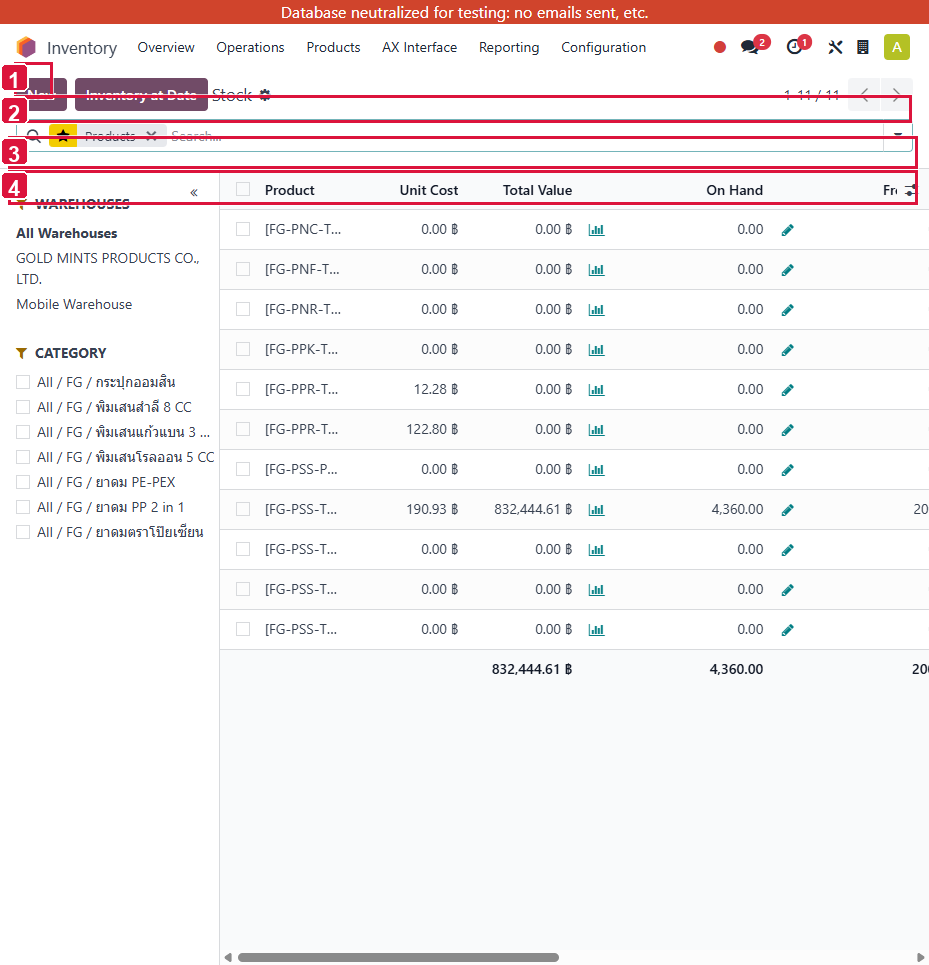 Database neutralized for testing: no emails sent, etc.
Inventory Overview Operations Products AX Interface Reporting Configuration 2 1 A
1
New Inventory at Date Stock 1-11 / 11
2
Products Search...
3
4
Product Unit Cost Total Value On Hand Fre
WAREHOUSES
All Warehouses
GOLD MINTS PRODUCTS CO., LTD.
Mobile Warehouse
CATEGORY
All / FG / กระปุกออมสิน
All / FG / พิมเสนสำลี 8 CC
All / FG / พิมเสนแก้วแบน 3 ...
All / FG / พิมเสนโรลออน 5 CC
All / FG / ยาดม PE-PEX
All / FG / ยาดม PP 2 in 1
All / FG / ยาดมตราโป๊ยเซียน
[FG-PNC-T... 0.00 ฿ 0.00 ฿ 0.00
[FG-PNF-T... 0.00 ฿ 0.00 ฿ 0.00
[FG-PNR-T... 0.00 ฿ 0.00 ฿ 0.00
[FG-PPK-T... 0.00 ฿ 0.00 ฿ 0.00
[FG-PPR-T... 12.28 ฿ 0.00 ฿ 0.00
[FG-PPR-T... 122.80 ฿ 0.00 ฿ 0.00
[FG-PSS-P... 0.00 ฿ 0.00 ฿ 0.00
[FG-PSS-T... 190.93 ฿ 832,444.61 ฿ 4,360.00 20
[FG-PSS-T... 0.00 ฿ 0.00 ฿ 0.00
[FG-PSS-T... 0.00 ฿ 0.00 ฿ 0.00
[FG-PSS-T... 0.00 ฿ 0.00 ฿ 0.00
832,444.61 ฿ 4,360.00 200